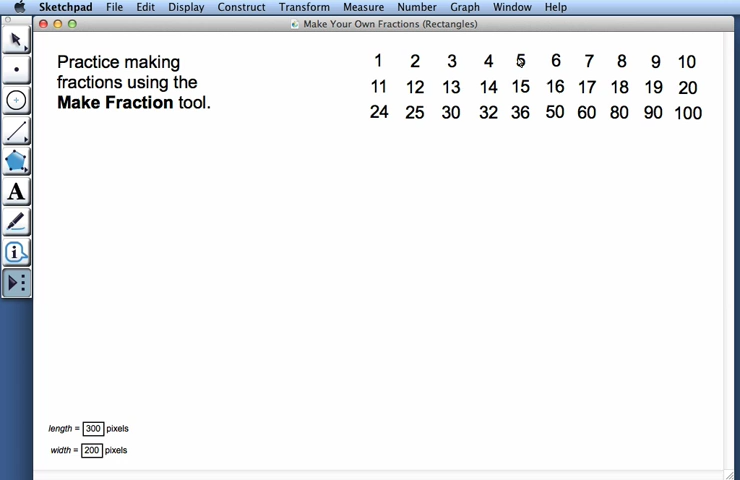 Sketchpad File Edit Display Construct Transform Measure Number Graph Window Help
Make Your Own Fractions (Rectangles)
Practice making
fractions using the
Make Fraction tool.
1 2 3 4 5 6 7 8 9 10
11 12 13 14 15 16 17 18 19 20
24 25 30 32 36 50 60 80 90 100
A
i
length = 300 pixels
width = 200 pixels